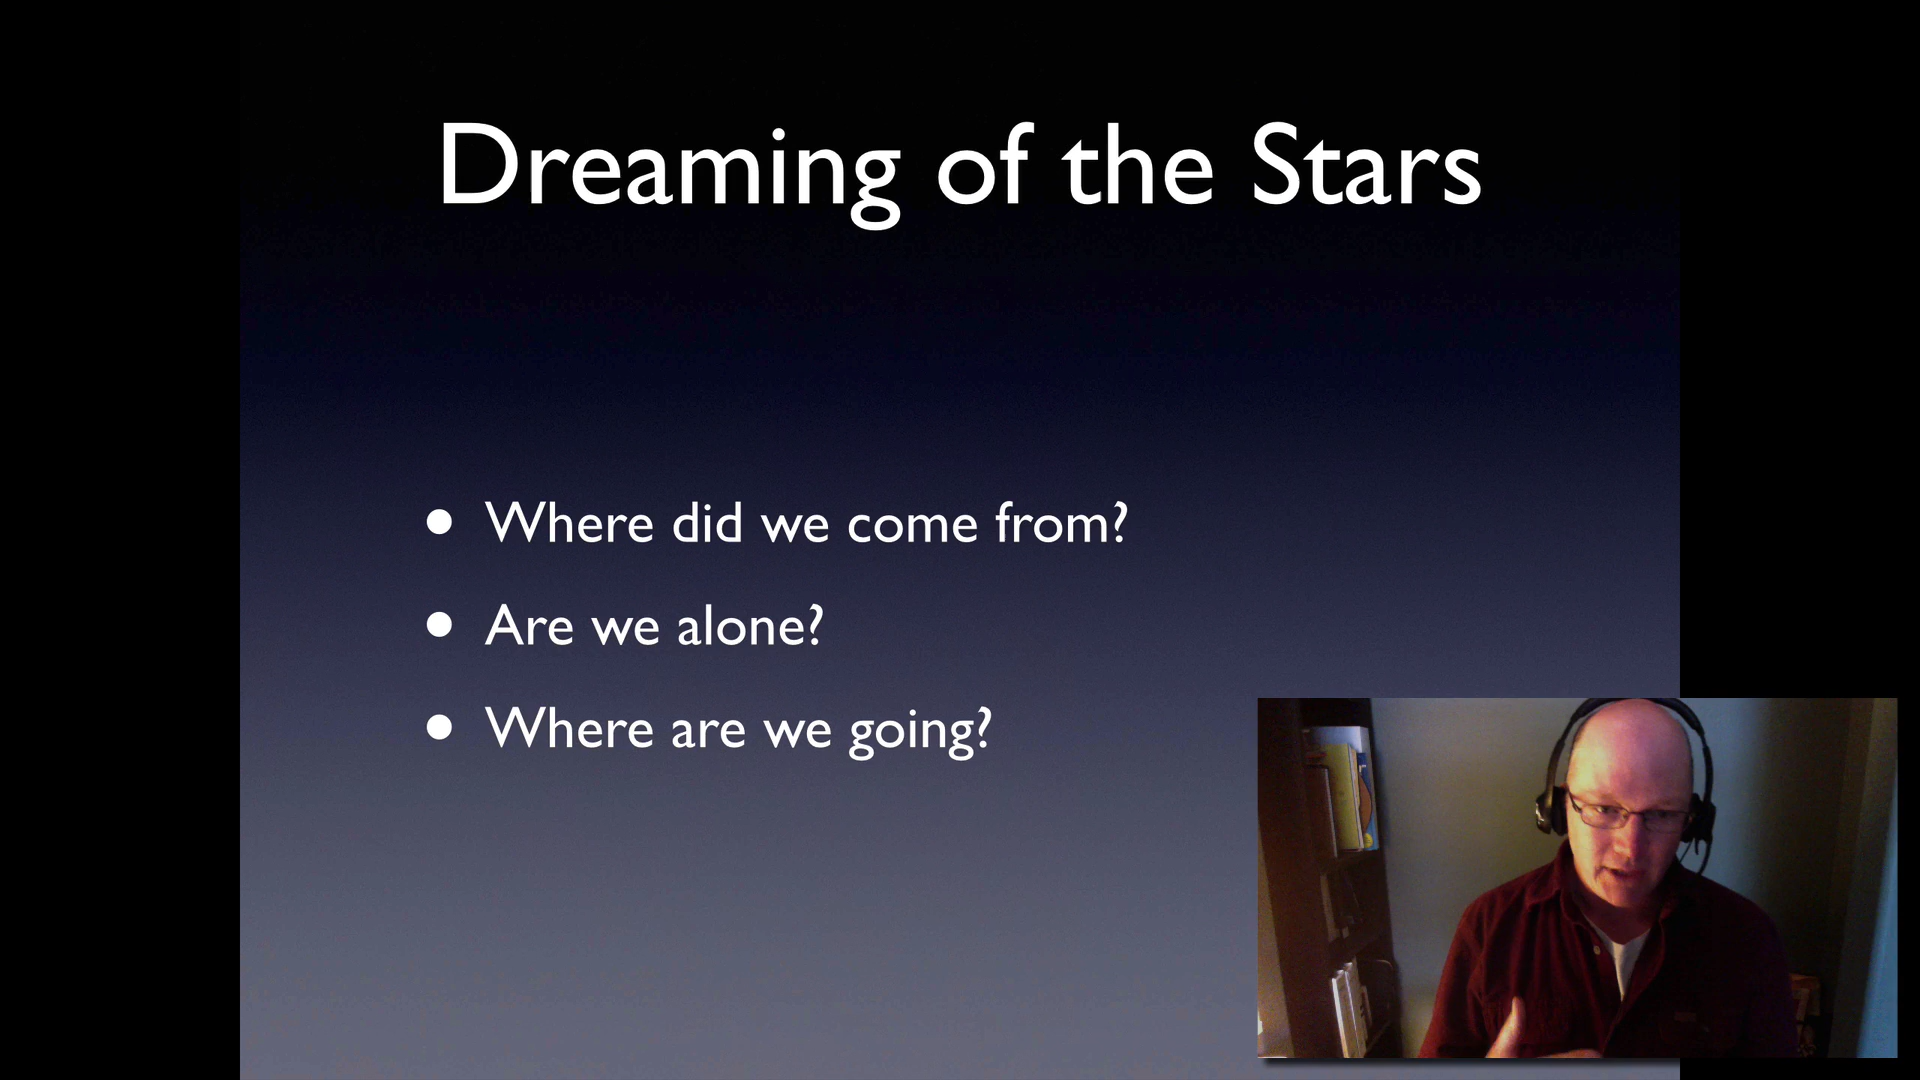 Dreaming of the Stars
• Where did we come from?
• Are we alone?
• Where are we going?